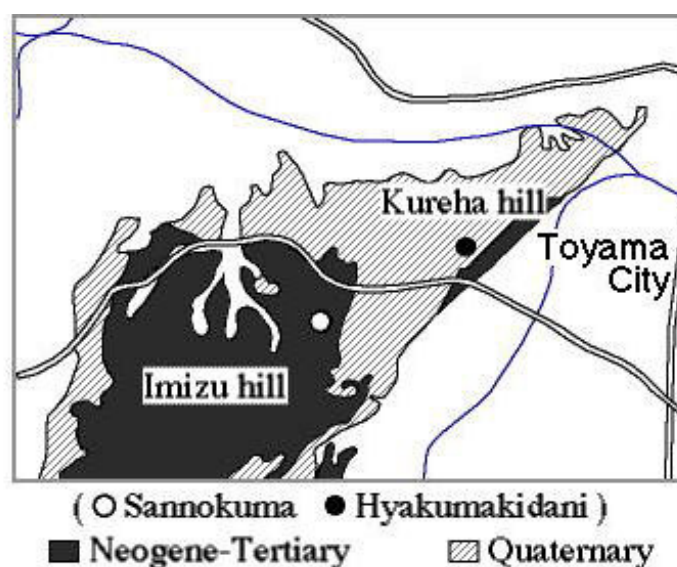 Kureha hill
Toyama
City
Imizu hill
( Sannokuma Hyakumakidani )
Neogene-Tertiary Quaternary